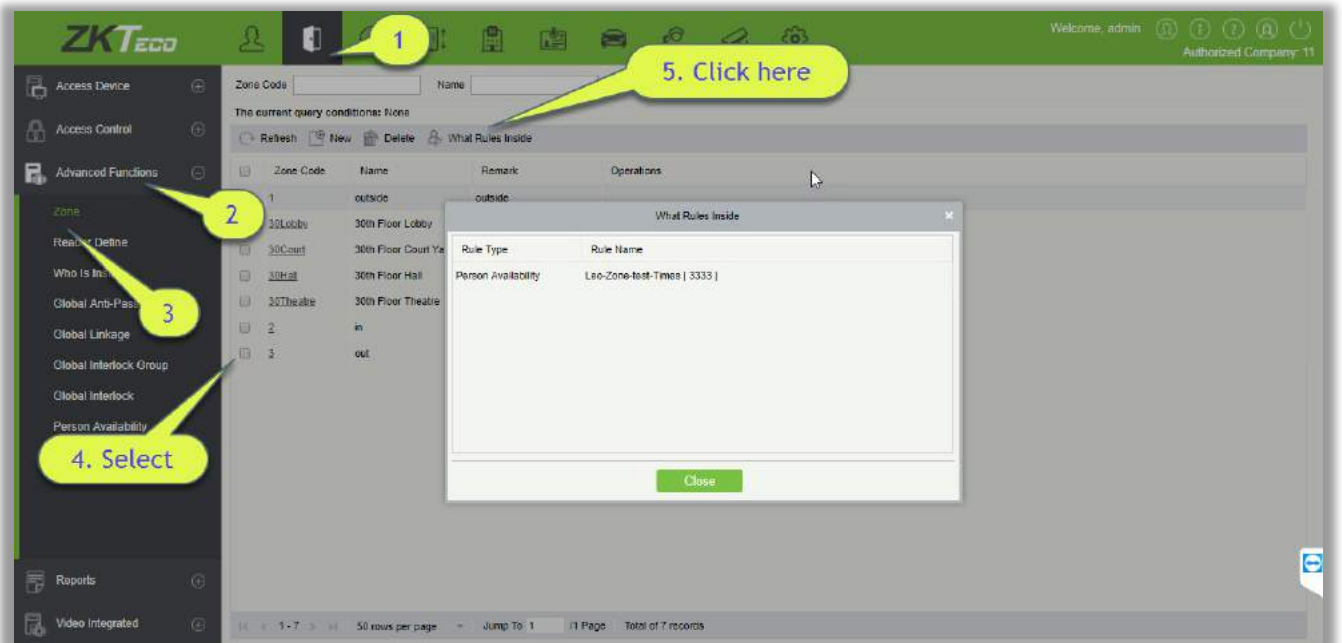 ZKTECO
1
Welcome, admin
Authorized Company: 11
5. Click here
Access Device
Zone Code
Name
The current query conditions: None
Access Control
Refresh New Delete What Rules Inside
Advanced Functions
Zone Code Name Remark Operations
1 outside outside
2
Zone
30Lobby 30th Floor Lobby
What Rules Inside
Reader Define
30Court 30th Floor Court Ya
Rule Type Rule Name
Who Is Ins
30Hall 30th Floor Hall
Person Availability Leo-Zone-test-Times [ 3333 ]
Global Anti-Pass
3
30Theatre 30th Floor Theatre
Global Linkage
2 in
3 out
Global Interlock Group
Global Interlock
Person Availability
4. Select
Close
Reports
Video Integrated
1 - 7 50 rows per page Jump To 1 /1 Page Total of 7 records